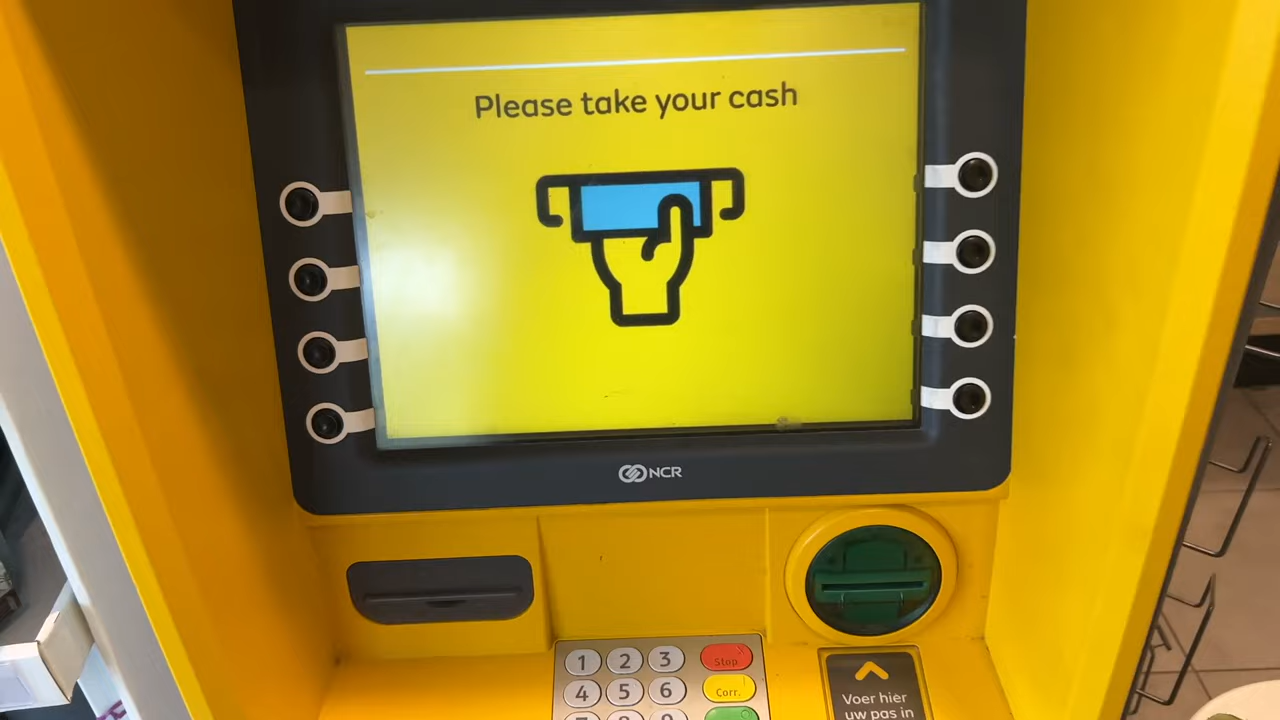 Please take your cash
NCR
1 2 3 Stop
4 5 6 Corr.
Voer hier
uw pas in